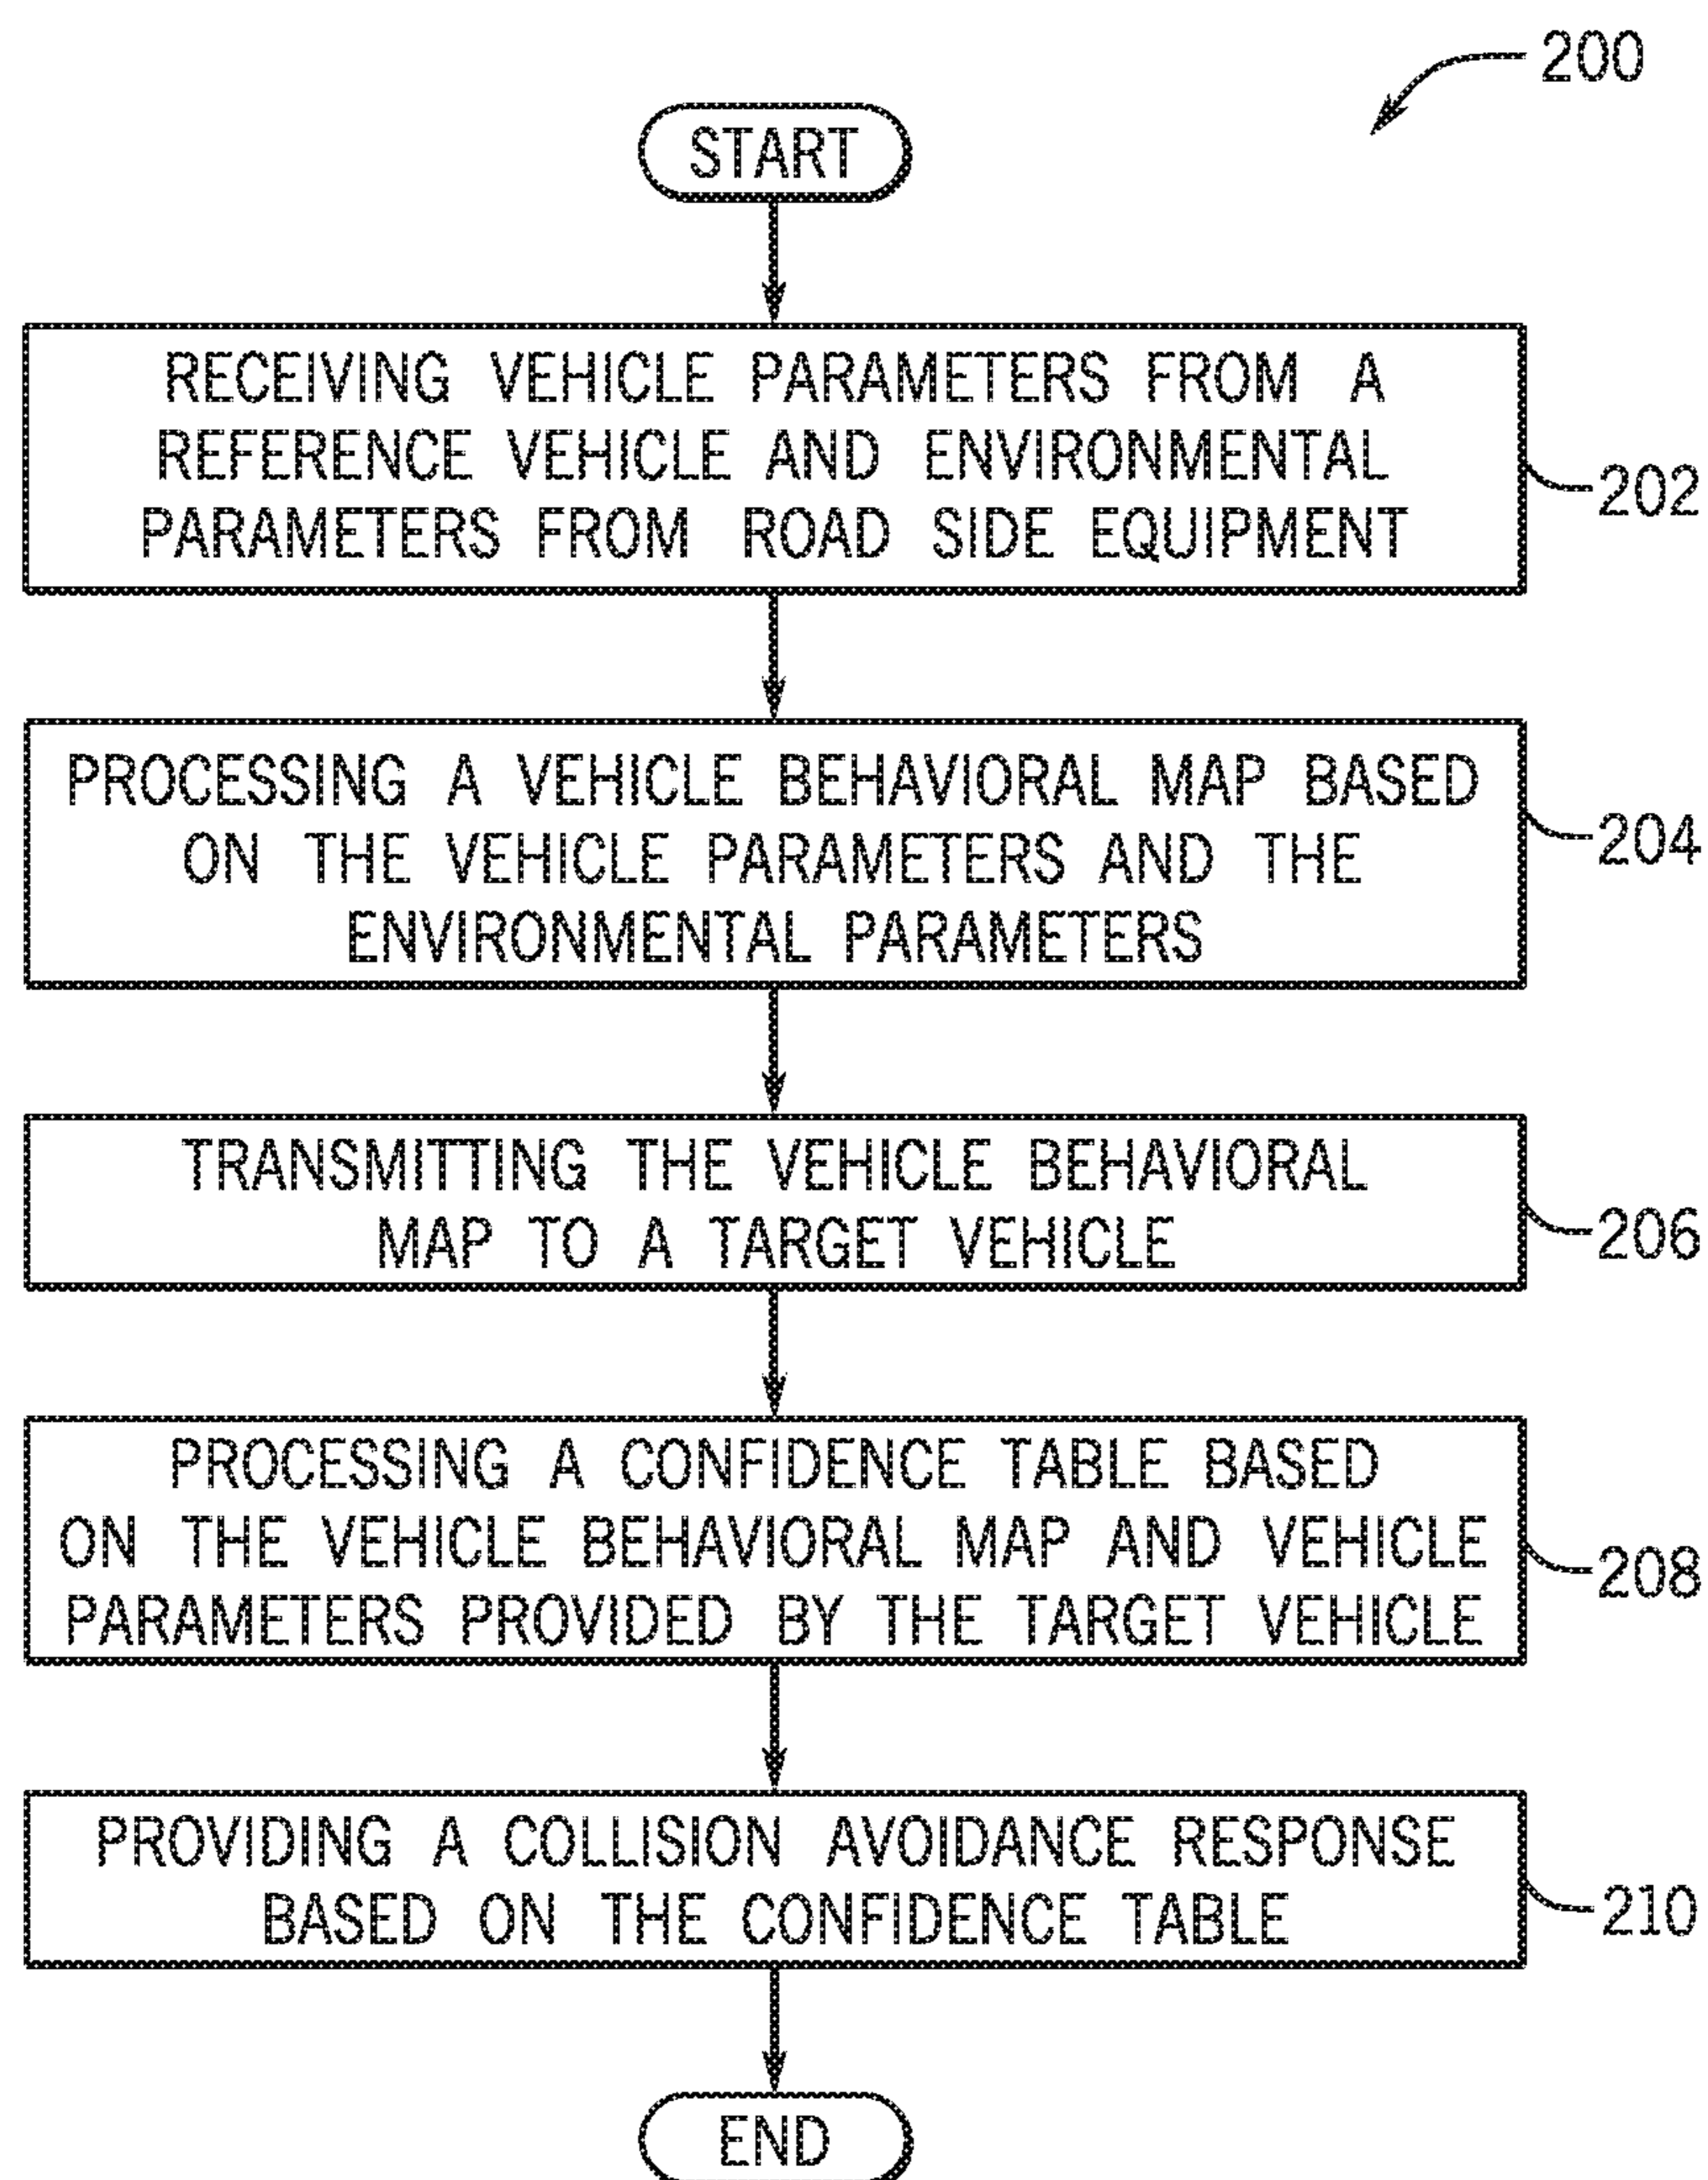 200
START
RECEIVING VEHICLE PARAMETERS FROM A
REFERENCE VEHICLE AND ENVIRONMENTAL
PARAMETERS FROM ROAD SIDE EQUIPMENT
202
PROCESSING A VEHICLE BEHAVIORAL MAP BASED
ON THE VEHICLE PARAMETERS AND THE
ENVIRONMENTAL PARAMETERS
204
TRANSMITTING THE VEHICLE BEHAVIORAL
MAP TO A TARGET VEHICLE
206
PROCESSING A CONFIDENCE TABLE BASED
ON THE VEHICLE BEHAVIORAL MAP AND VEHICLE
PARAMETERS PROVIDED BY THE TARGET VEHICLE
208
PROVIDING A COLLISION AVOIDANCE RESPONSE
BASED ON THE CONFIDENCE TABLE
210
END